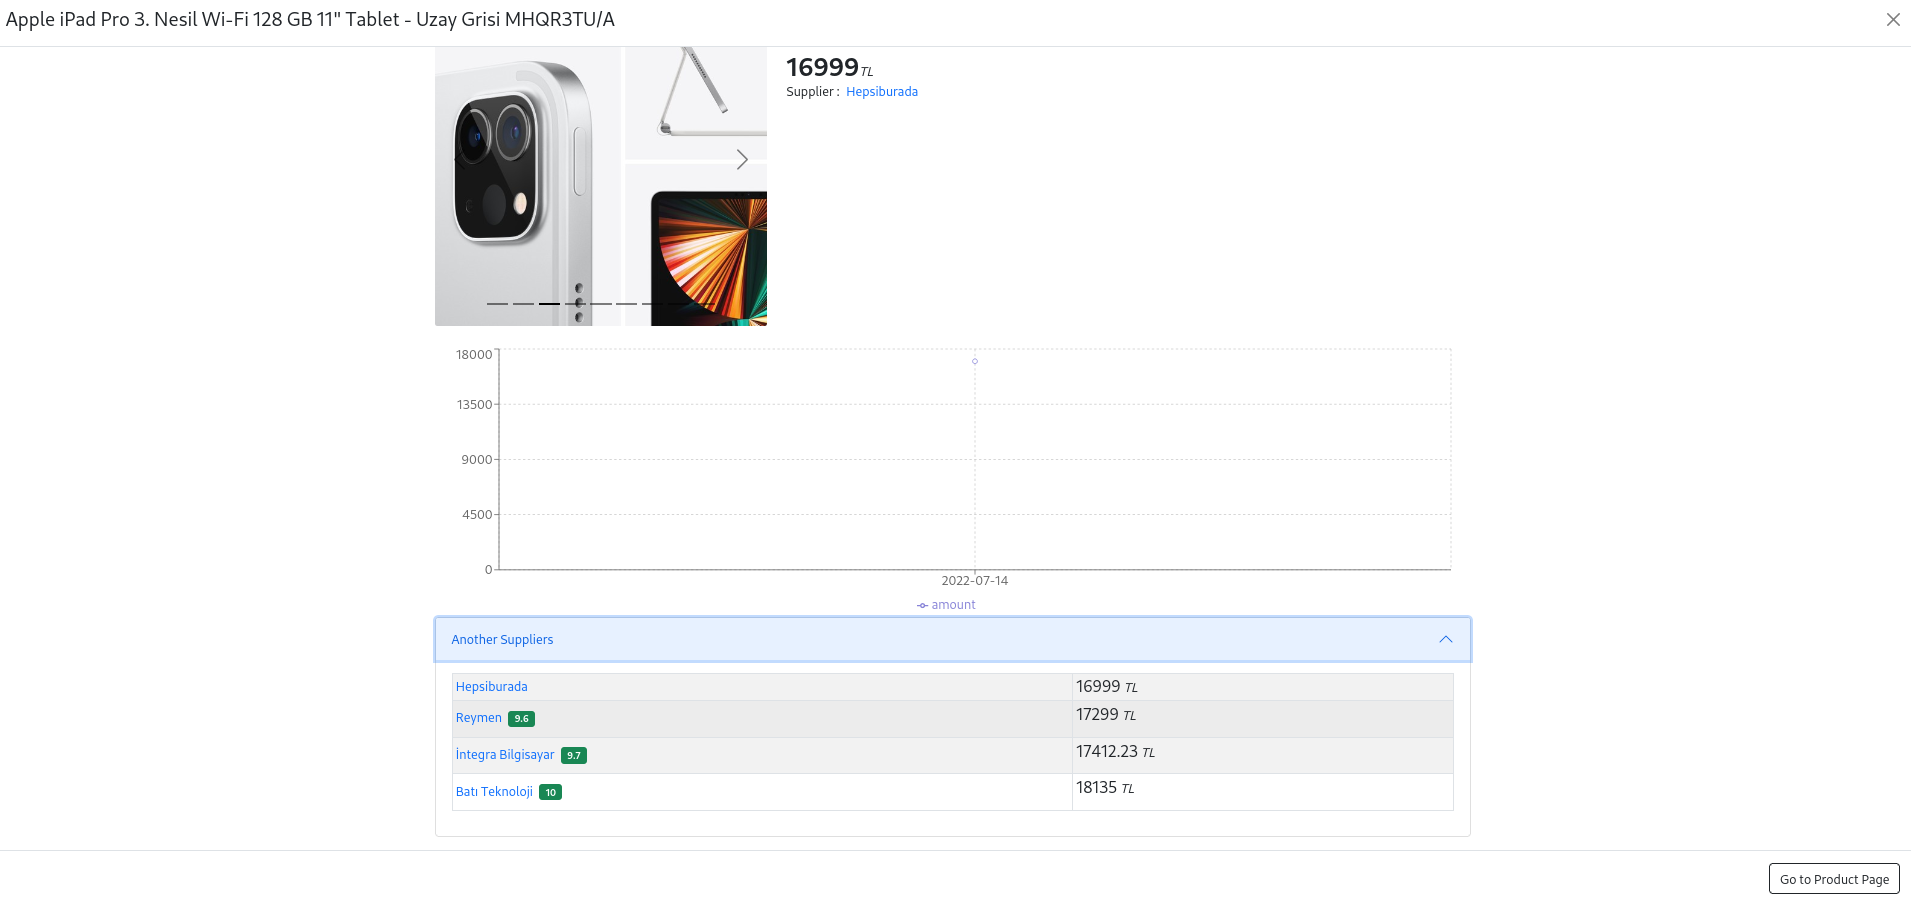 Apple iPad Pro 3. Nesil Wi-Fi 128 GB 11" Tablet - Uzay Grisi MHQR3TU/A
16999 TL
Supplier : Hepsiburada
18000
13500
9000
4500
0
2022-07-14
amount
Another Suppliers
Hepsiburada 16999 TL
Reymen 9.6 17299 TL
İntegra Bilgisayar 9.7 17412.23 TL
Batı Teknoloji 10 18135 TL
Go to Product Page